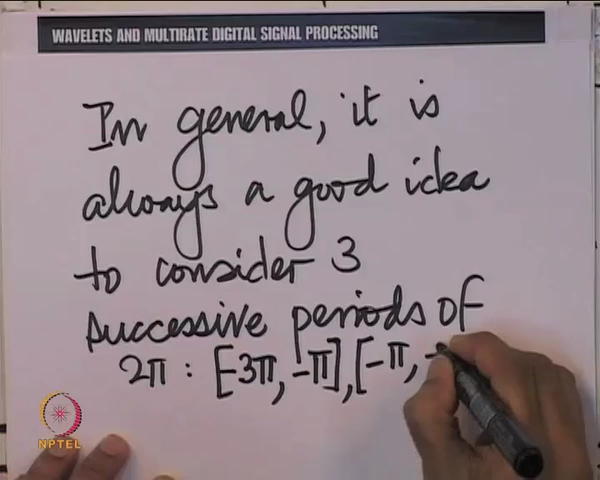 WAVELETS AND MULTIRATE DIGITAL SIGNAL PROCESSING
In general, it is
always a good idea
to consider 3
successive periods of
2π : [-3π, -π], [-π,
NPTEL